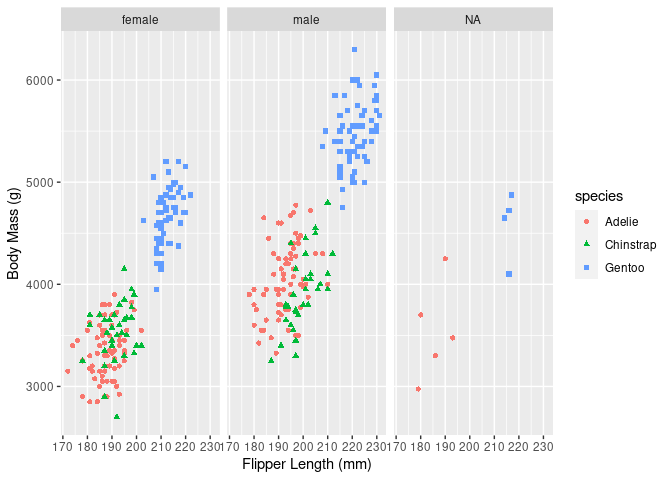 female male NA
6000
5000
4000
3000
Body Mass (g)
170 180 190 200 210 220 230 170 180 190 200 210 220 230 170 180 190 200 210 220 230
Flipper Length (mm)
species
Adelie
Chinstrap
Gentoo